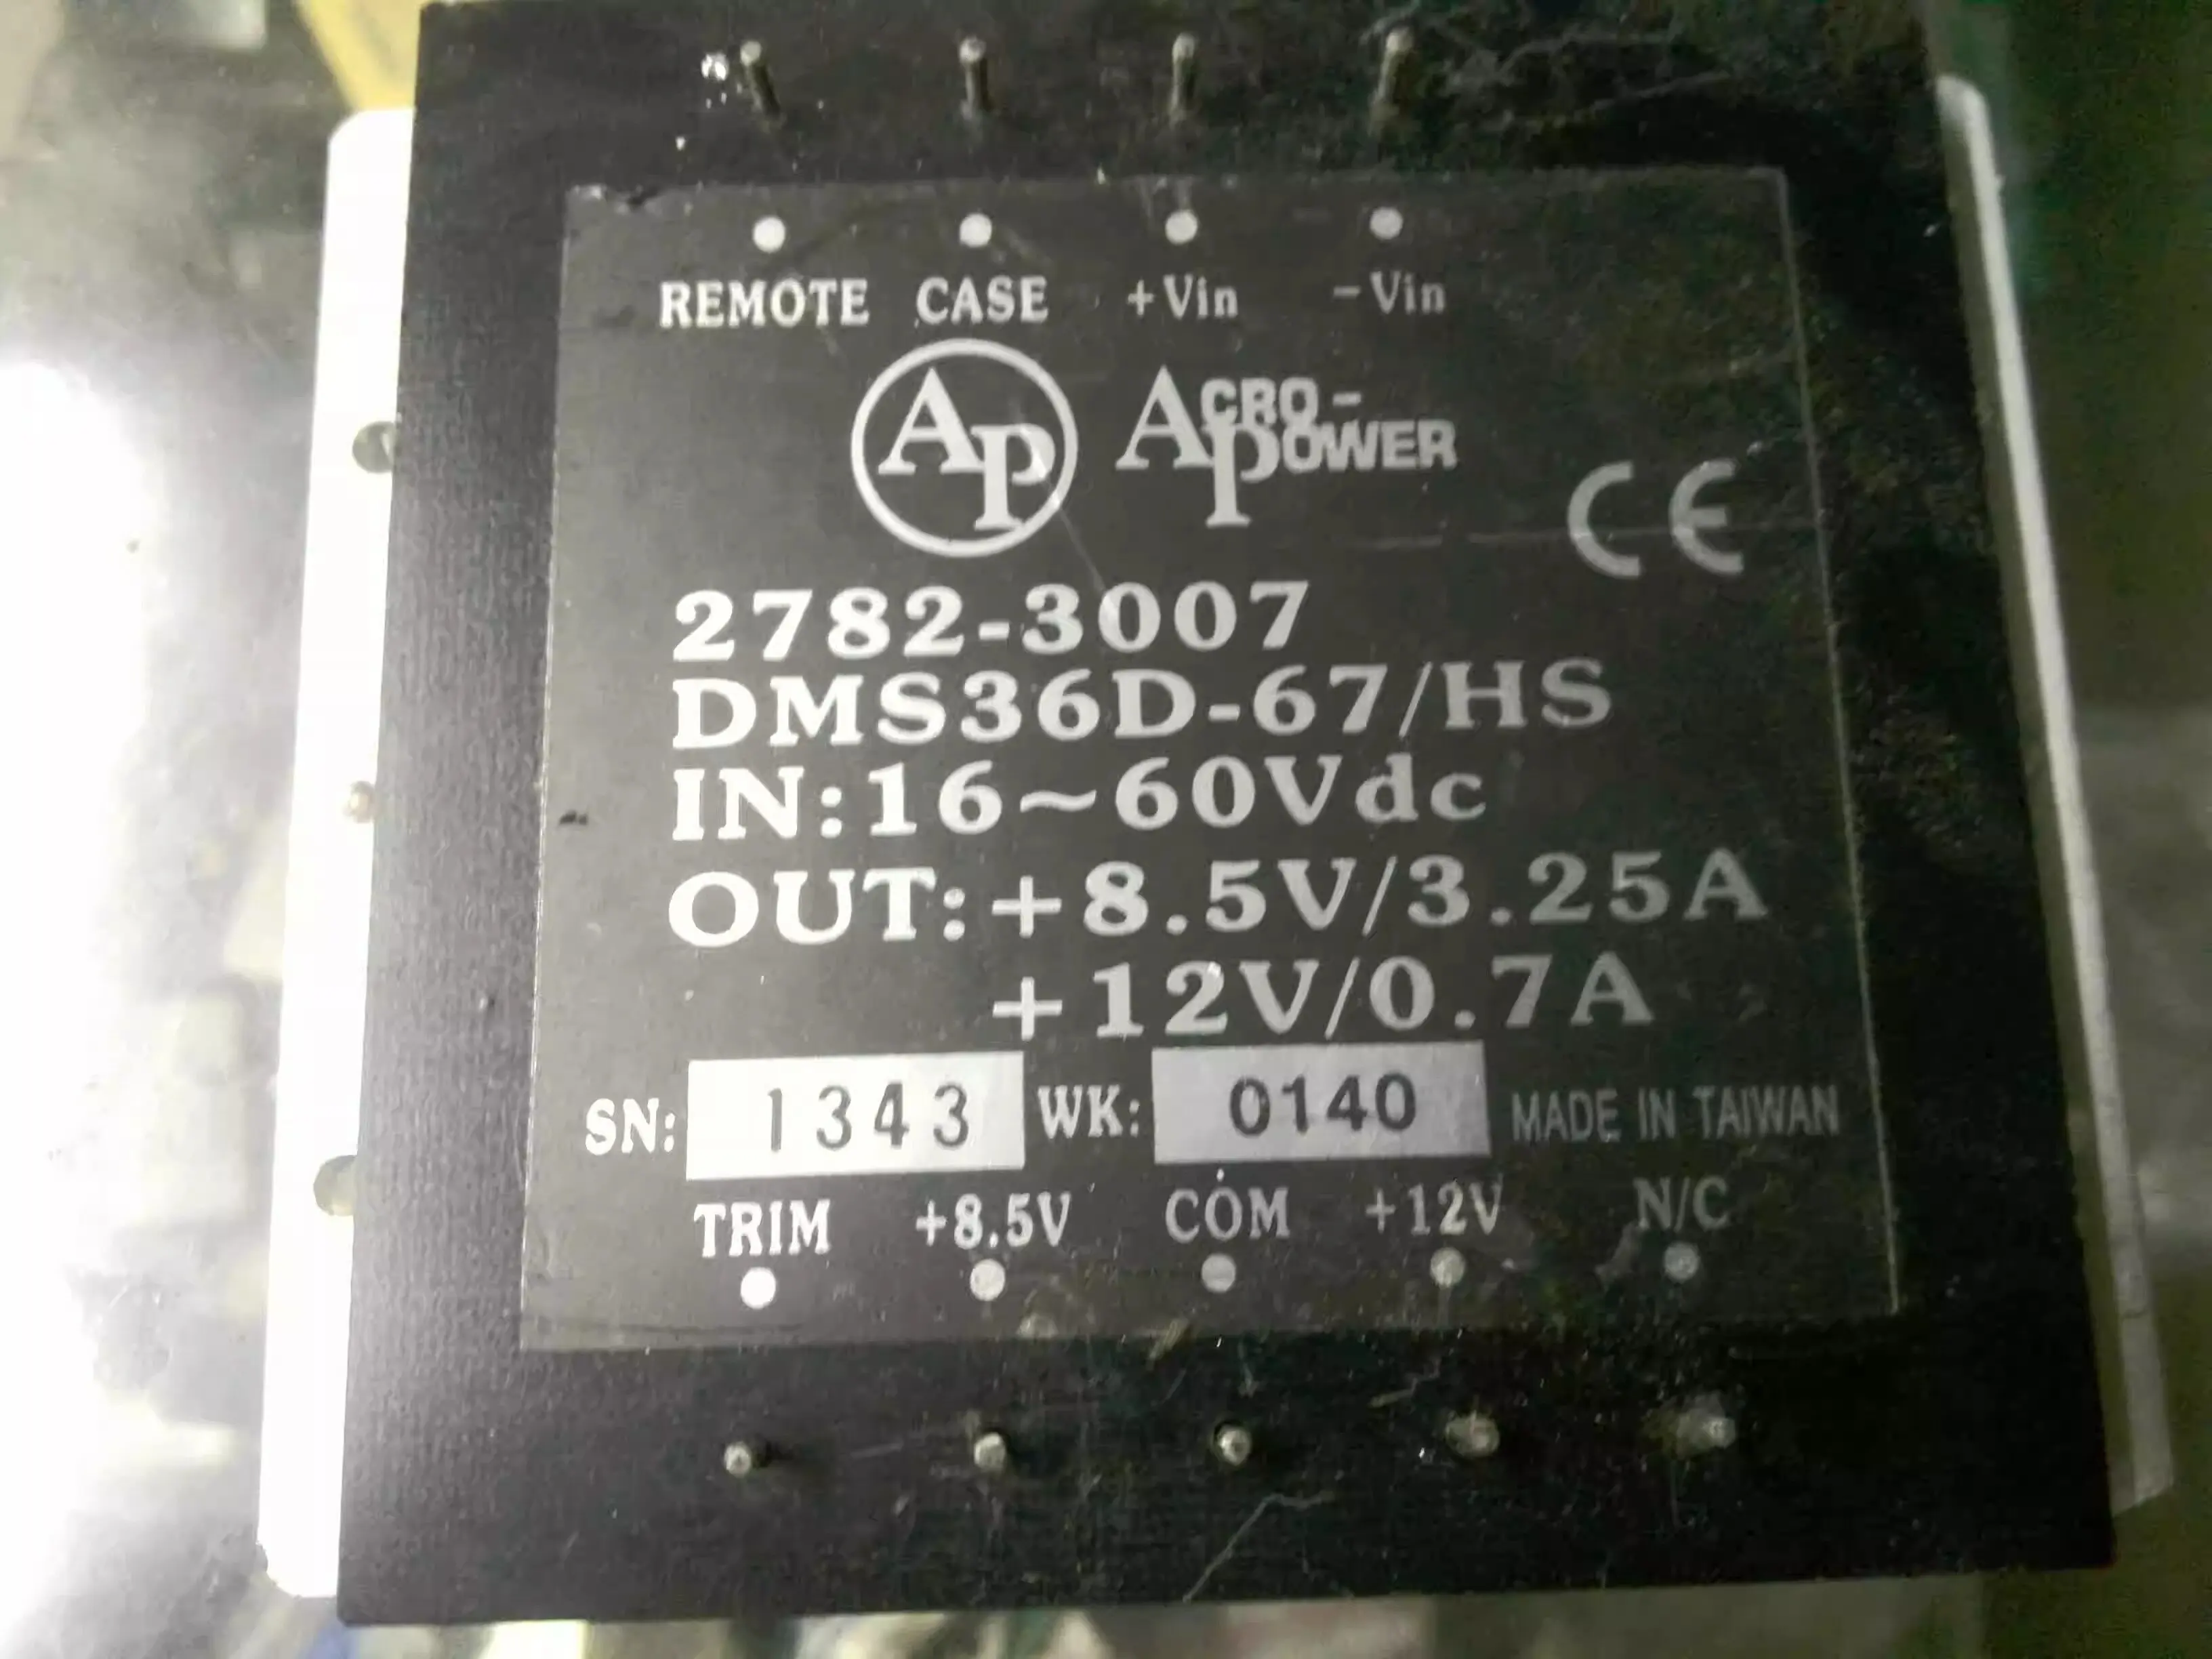 REMOTE CASE +Vin -Vin
AP ACRO-POWER
CE
2782-3007
DMS36D-67/HS
IN:16~60Vdc
OUT:+8.5V/3.25A
+12V/0.7A
SN: 1343 WK: 0140 MADE IN TAIWAN
TRIM +8.5V COM +12V N/C